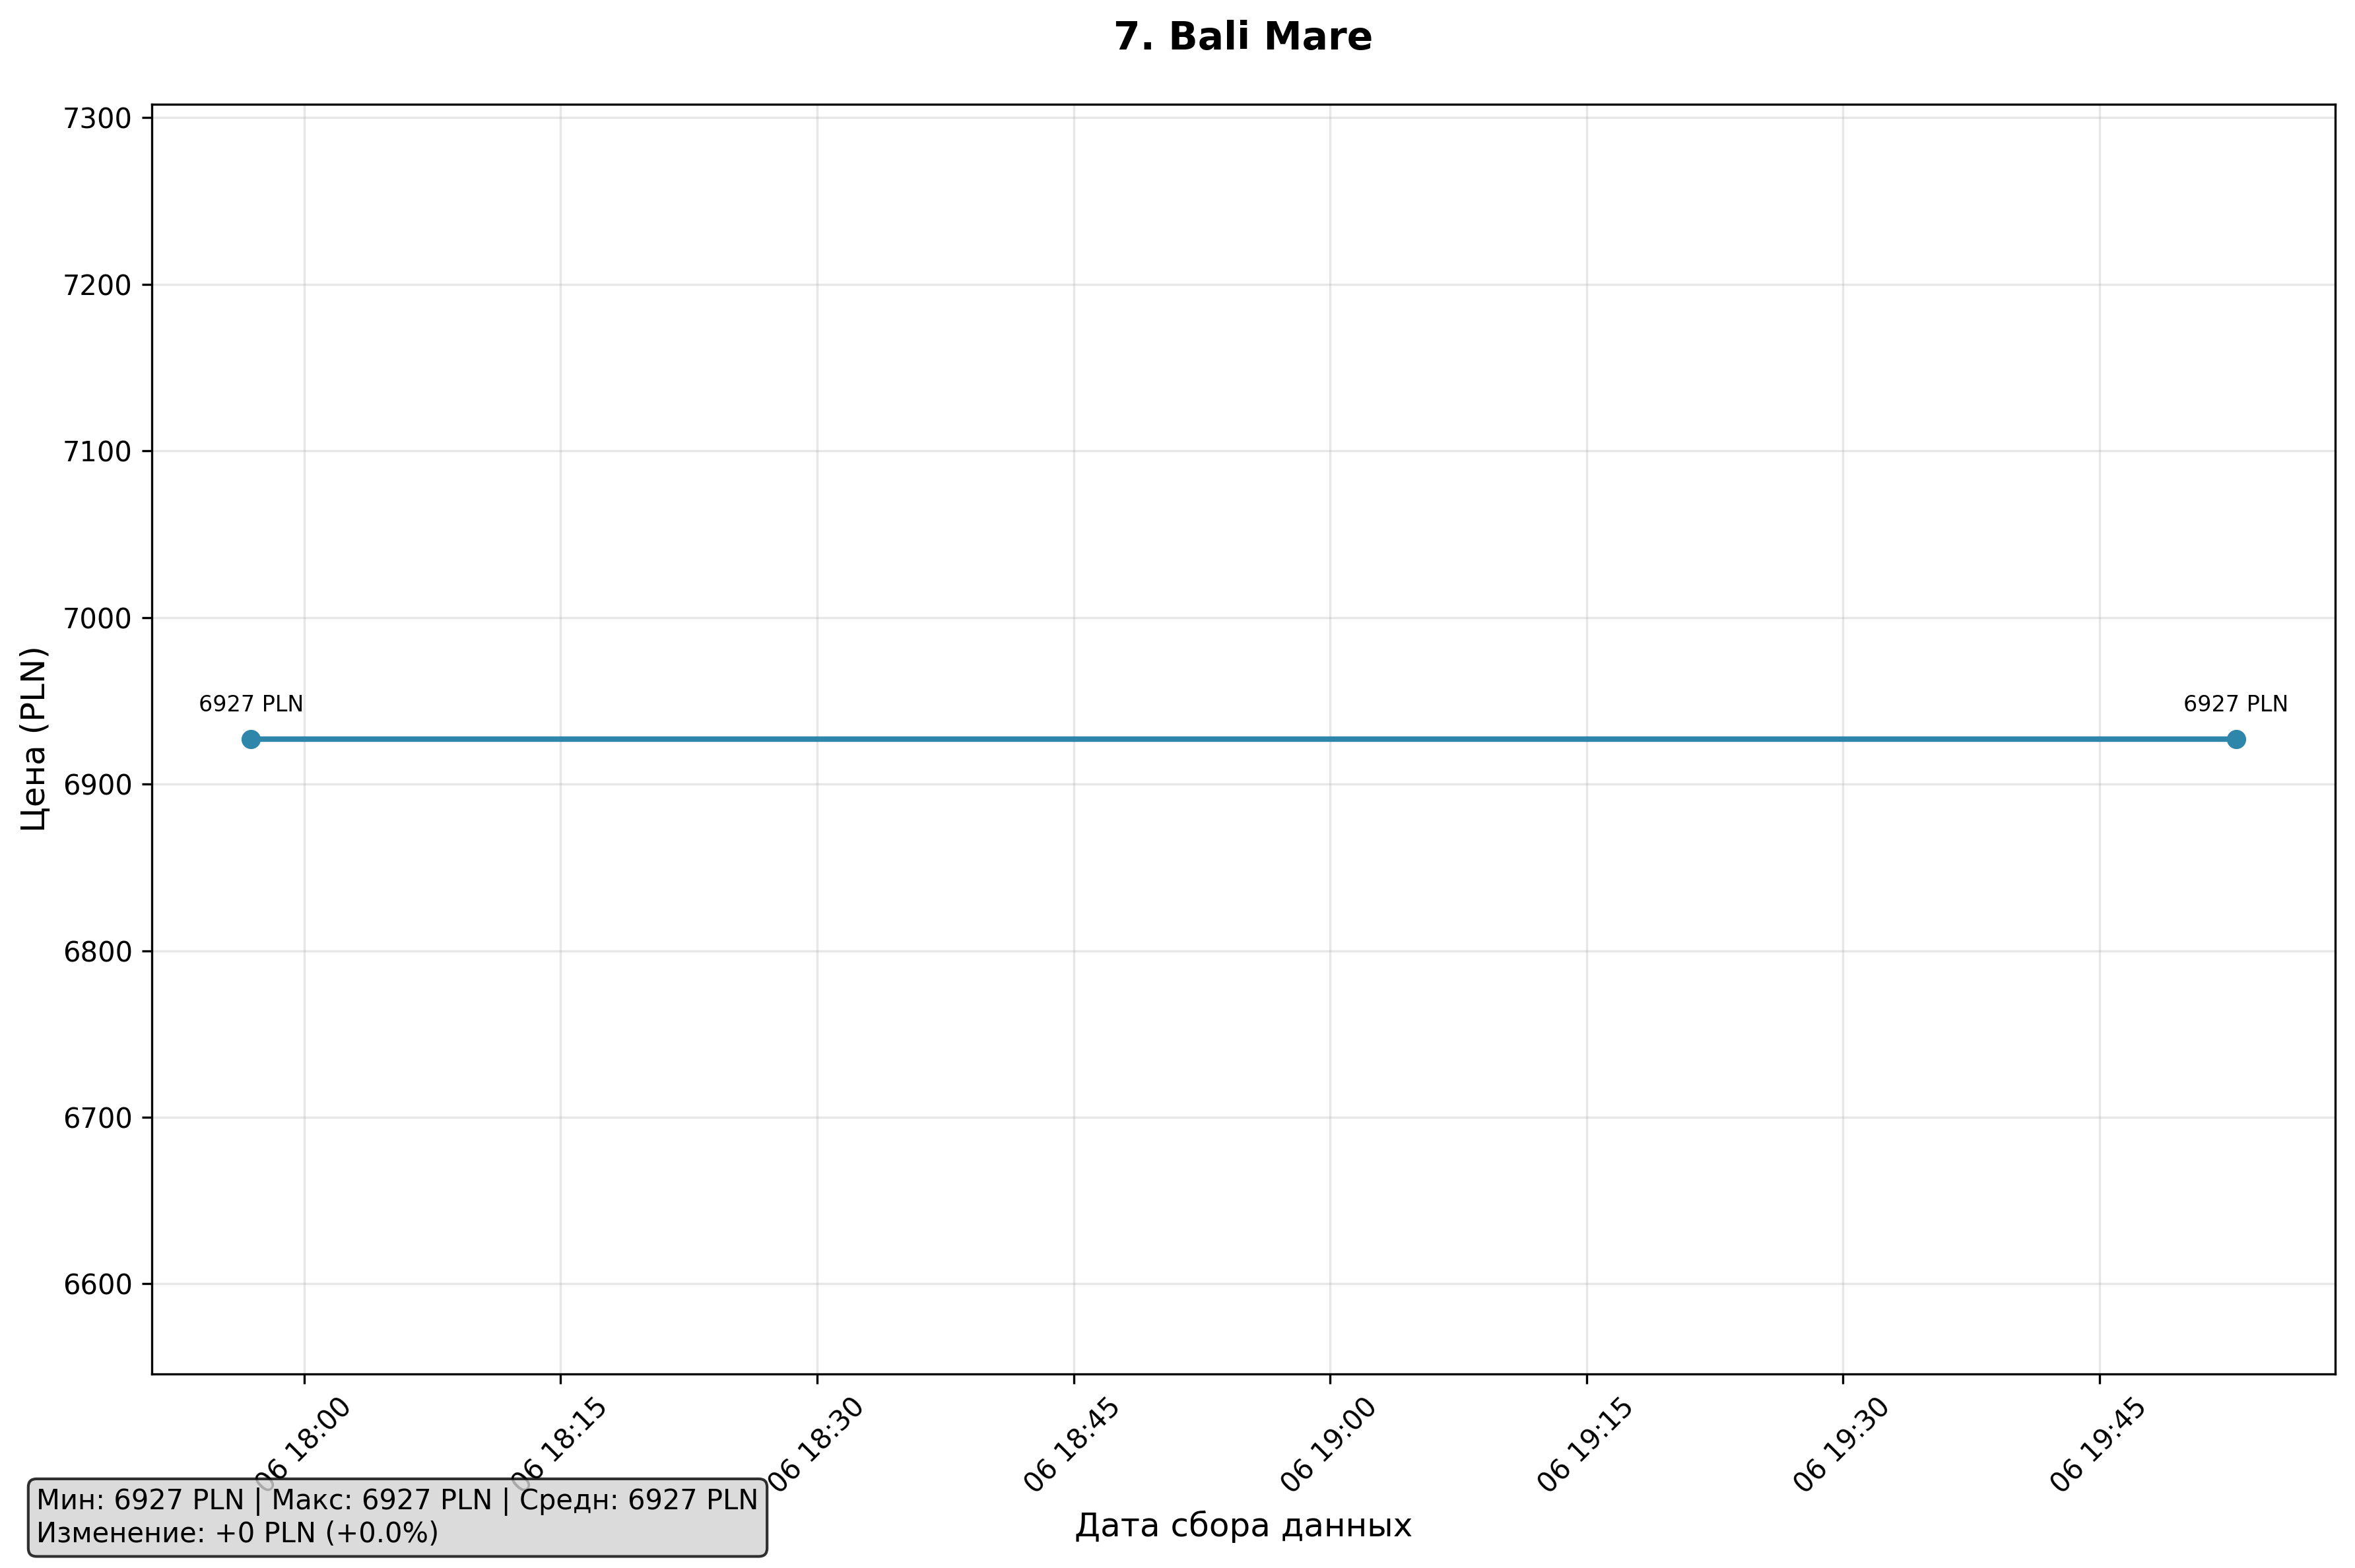 7. Bali Mare
Цена (PLN)
7300
7200
7100
7000
6900
6800
6700
6600
6927 PLN
6927 PLN
06 18:00
06 18:15
06 18:30
06 18:45
06 19:00
06 19:15
06 19:30
06 19:45
Дата сбора данных
Мин: 6927 PLN | Макс: 6927 PLN | Средн: 6927 PLN
Изменение: +0 PLN (+0.0%)